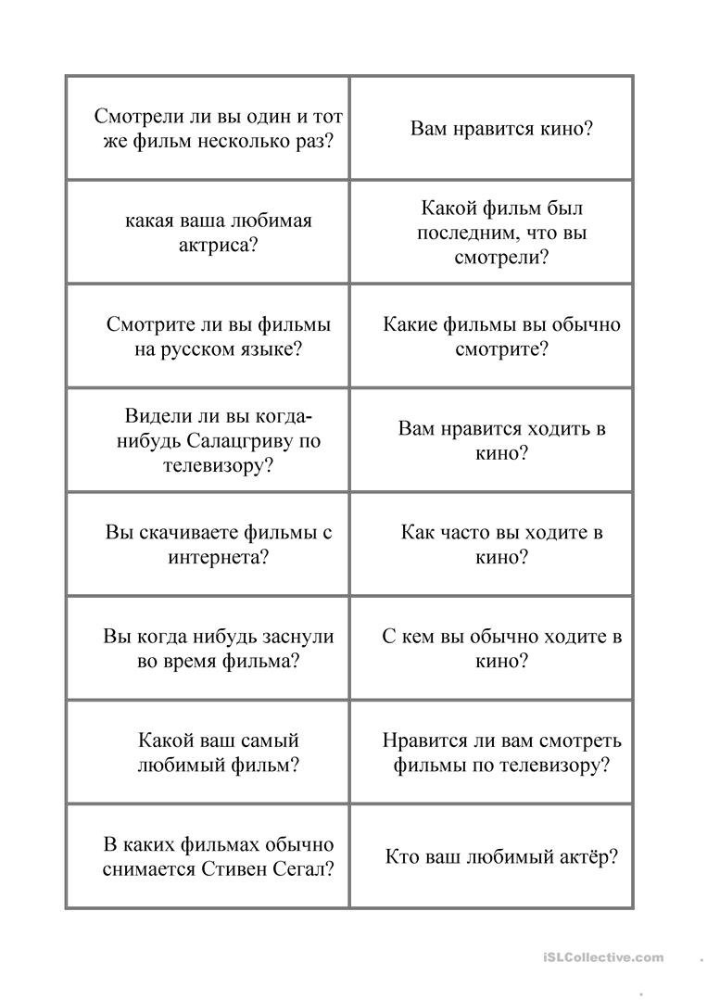 Смотрели ли вы один и тот
же фильм несколько раз?
Вам нравится кино?
какая ваша любимая
актриса?
Какой фильм был
последним, что вы
смотрели?
Смотрите ли вы фильмы
на русском языке?
Какие фильмы вы обычно
смотрите?
Видели ли вы когда-
нибудь Салацгриву по
телевизору?
Вам нравится ходить в
кино?
Вы скачиваете фильмы с
интернета?
Как часто вы ходите в
кино?
Вы когда нибудь заснули
во время фильма?
С кем вы обычно ходите в
кино?
Какой ваш самый
любимый фильм?
Нравится ли вам смотреть
фильмы по телевизору?
В каких фильмах обычно
снимается Стивен Сегал?
Кто ваш любимый актёр?
iSLCollective.com